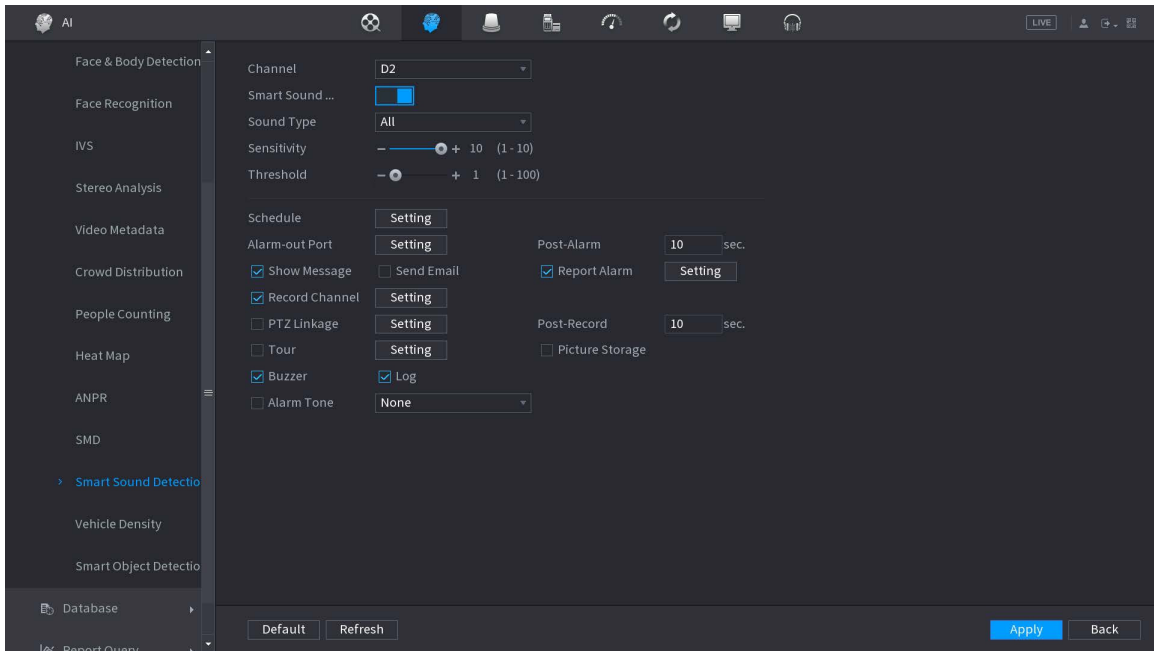 AI
LIVE
Face & Body Detection
Face Recognition
IVS
Stereo Analysis
Video Metadata
Crowd Distribution
People Counting
Heat Map
ANPR
SMD
Smart Sound Detectio
Vehicle Density
Smart Object Detectio
Database
Report Query
Channel D2
Smart Sound ...
Sound Type All
Sensitivity 10 (1 - 10)
Threshold 1 (1 - 100)
Schedule Setting
Alarm-out Port Setting Post-Alarm 10 sec.
Show Message Send Email Report Alarm Setting
Record Channel Setting
PTZ Linkage Setting Post-Record 10 sec.
Tour Setting Picture Storage
Buzzer Log
Alarm Tone None
Default Refresh Apply Back